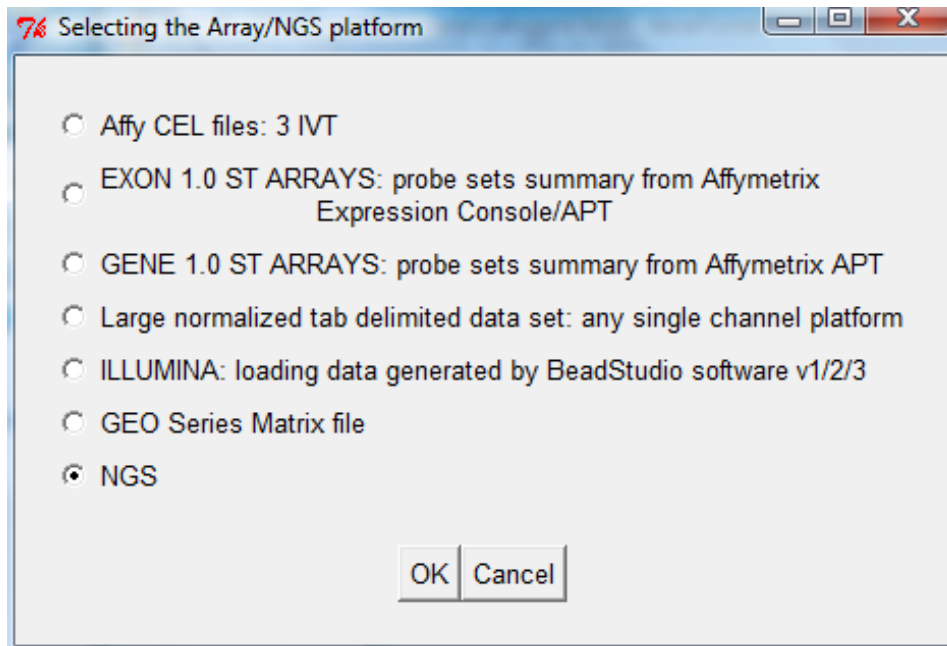 Selecting the Array/NGS platform
Affy CEL files: 3 IVT
EXON 1.0 ST ARRAYS: probe sets summary from Affymetrix
Expression Console/APT
GENE 1.0 ST ARRAYS: probe sets summary from Affymetrix APT
Large normalized tab delimited data set: any single channel platform
ILLUMINA: loading data generated by BeadStudio software v1/2/3
GEO Series Matrix file
NGS
OK Cancel